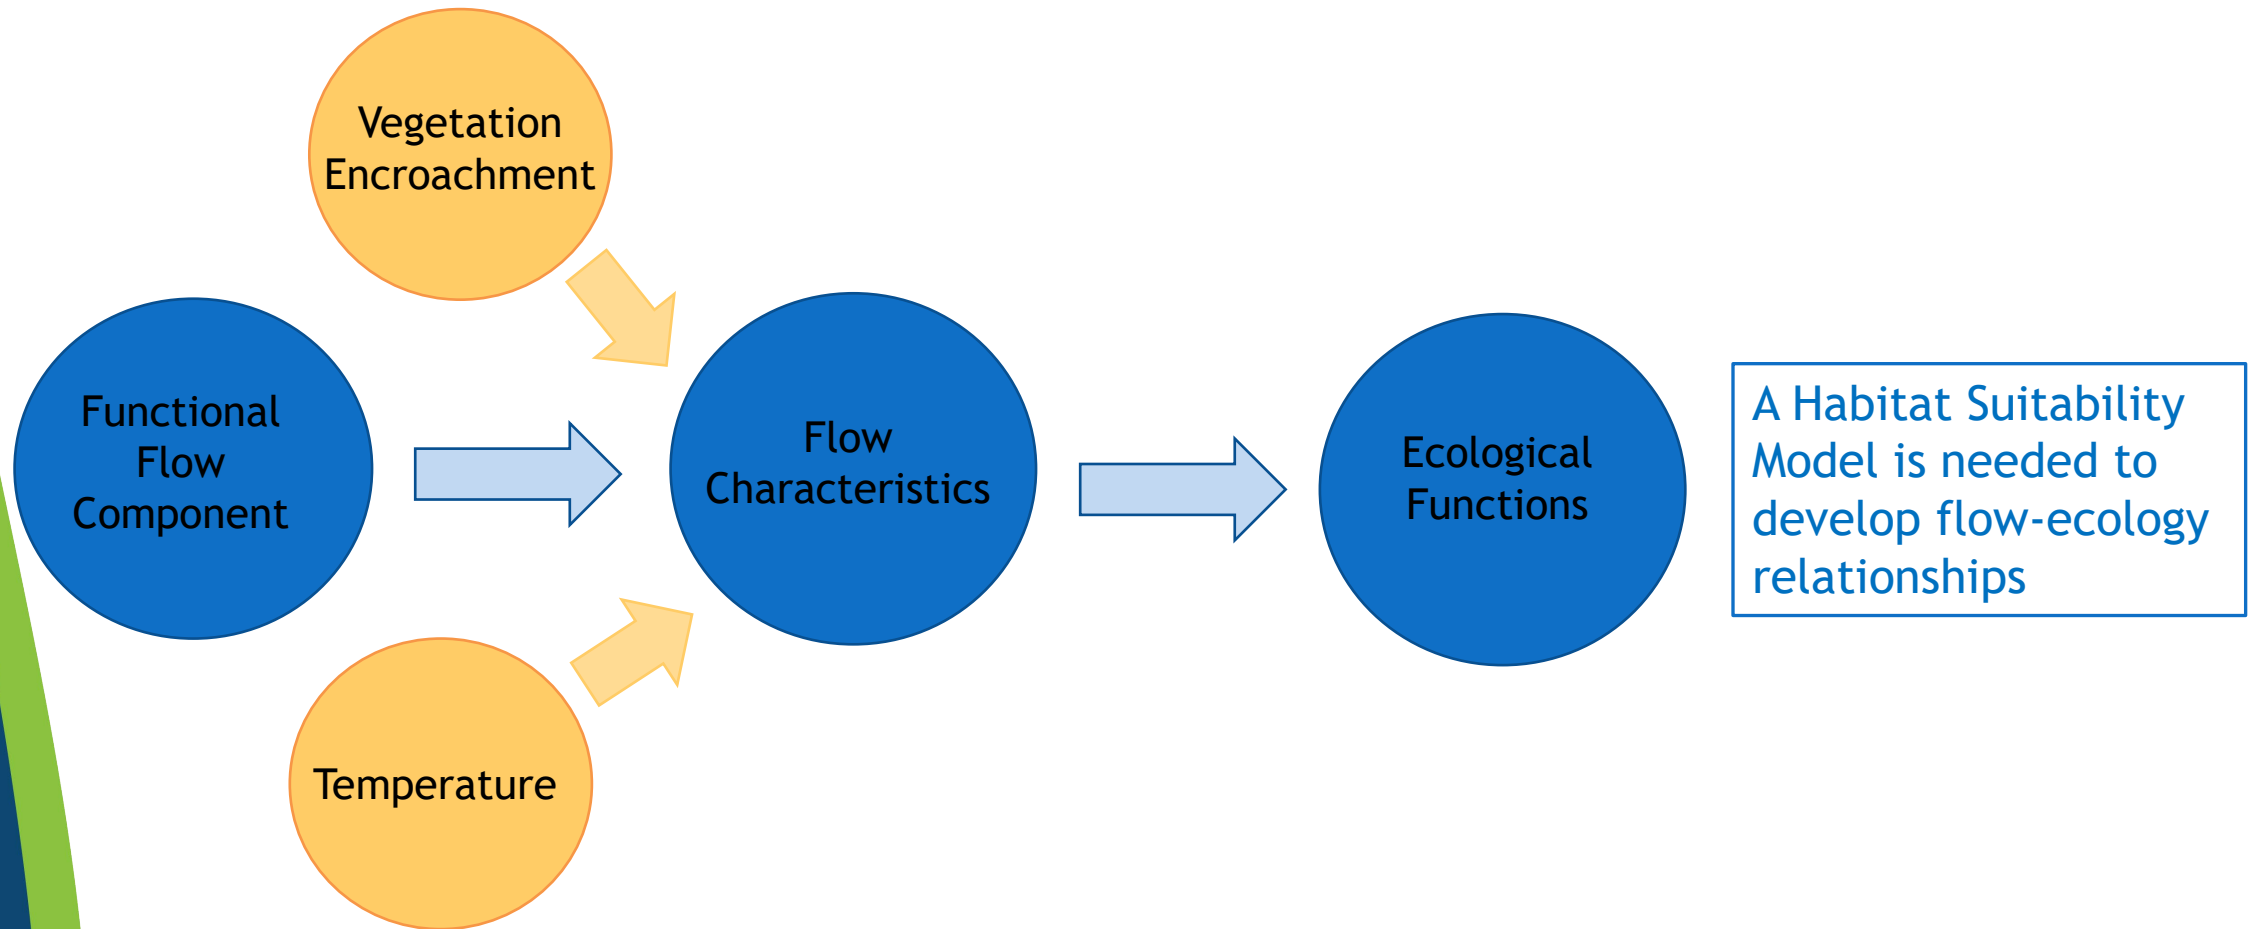 Vegetation
Encroachment
Functional
Flow
Component
Flow
Characteristics
Ecological
Functions
A Habitat Suitability
Model is needed to
develop flow-ecology
relationships
Temperature